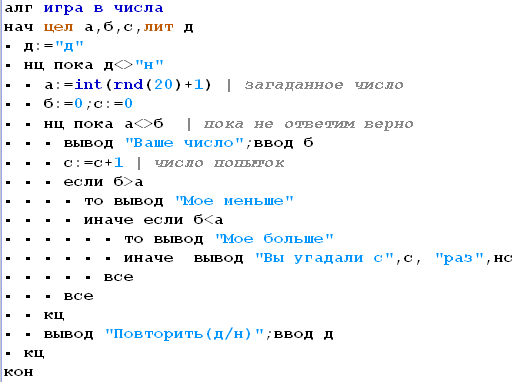 алг игра в числа
нач цел а,б,с,лит д
· д:="д"
· нц пока д<>"н"
· · а:=int(rnd(20)+1) | загаданное число
· · б:=0;с:=0
· · нц пока а<>б | пока не ответим верно
· · · вывод "Ваше число";ввод б
· · · с:=с+1 | число попыток
· · · если б>а
· · · · то вывод "Мое меньше"
· · · · иначе если б<а
· · · · · · то вывод "Мое больше"
· · · · · · иначе вывод "Вы угадали с",с, "раз",нс
· · · · · все
· · · все
· · кц
· · вывод "Повторить(д/н)";ввод д
· кц
кон